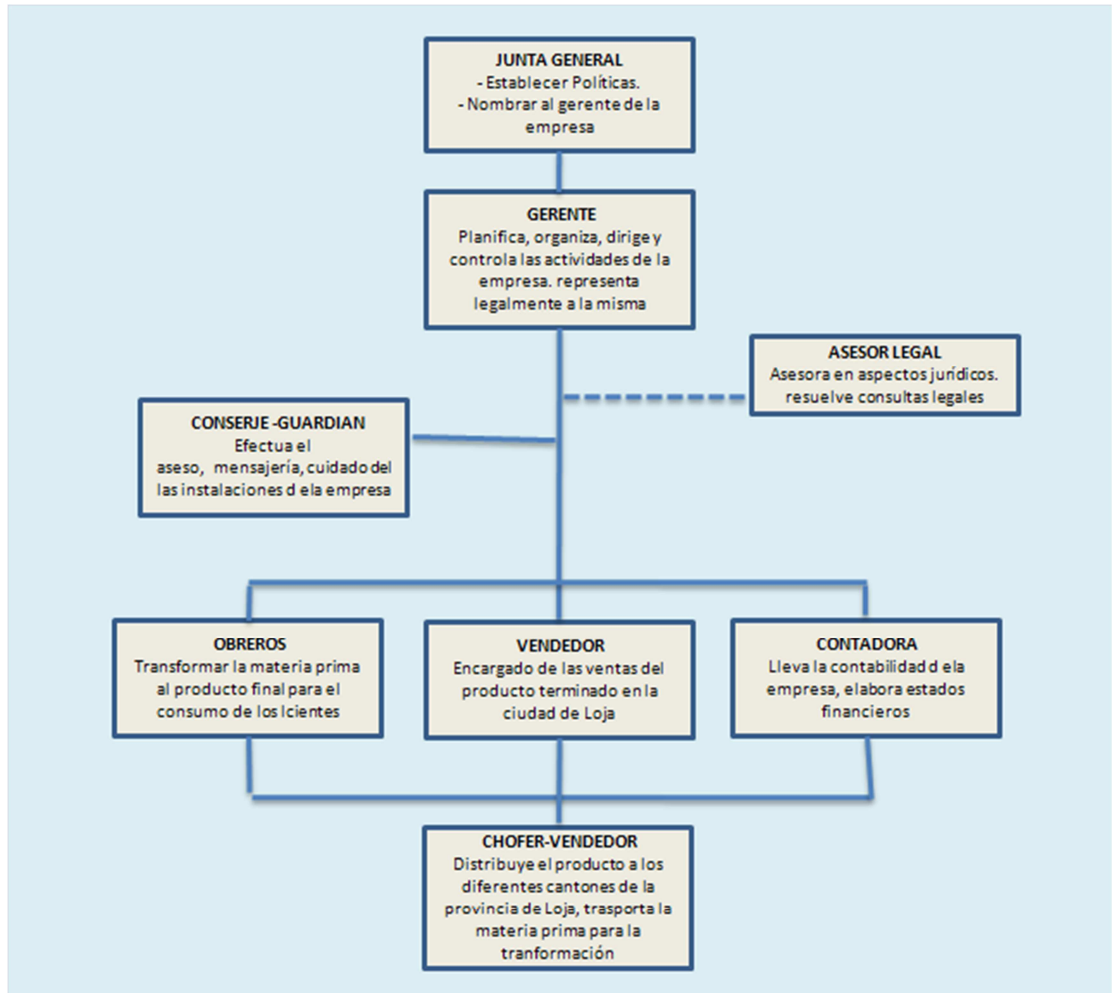 JUNTA GENERAL
- Establecer Políticas.
- Nombrar al gerente de la
empresa
GERENTE
Planifica, organiza, dirige y
controla las actividades de la
empresa. representa
legalmente a la misma
ASESOR LEGAL
Asesora en aspectos jurídicos.
resuelve consultas legales
CONSERJE -GUARDIAN
Efectua el
aseso, mensajería, cuidado del
las instalaciones d ela empresa
OBREROS
Transformar la materia prima
al producto final para el
consumo de los lcientes
VENDEDOR
Encargado de las ventas del
producto terminado en la
ciudad de Loja
CONTADORA
Lleva la contabilidad d ela
empresa, elabora estados
financieros
CHOFER-VENDEDOR
Distribuye el producto a los
diferentes cantones de la
provincia de Loja, trasporta la
materia prima para la
tranformación